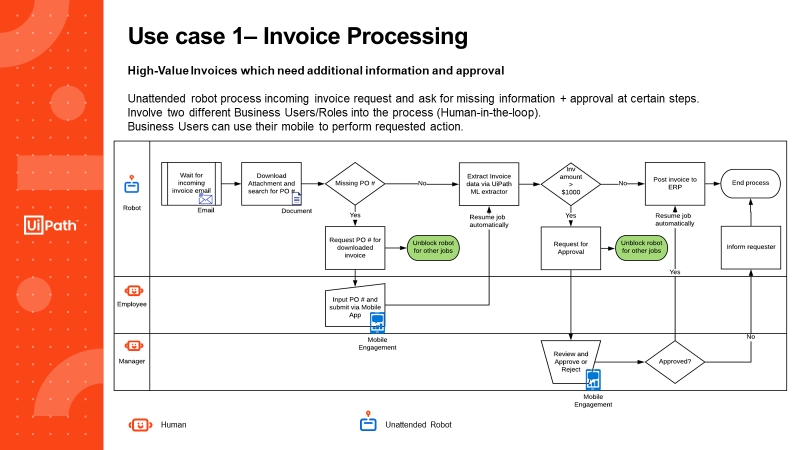 Use case 1– Invoice Processing
High-Value Invoices which need additional information and approval
Unattended robot process incoming invoice request and ask for missing information + approval at certain steps.
Involve two different Business Users/Roles into the process (Human-in-the-loop).
Business Users can use their mobile to perform requested action.
UiPath
Robot
Wait for
incoming
invoice email
Email
Download
Attachment and
search for PO #
Document
Missing PO #
No
Yes
Extract Invoice
data via UiPath
ML extractor
Resume job
automatically
Inv
amount
>
$1000
No
Yes
Post invoice to
ERP
Resume job
automatically
End process
Request PO # for
downloaded
invoice
Unblock robot
for other jobs
Request for
Approval
Unblock robot
for other jobs
Inform requester
Yes
Employee
Input PO # and
submit via Mobile
App
Mobile
Engagement
Manager
Review and
Approve or
Reject
Mobile
Engagement
Approved?
No
Human
Unattended Robot